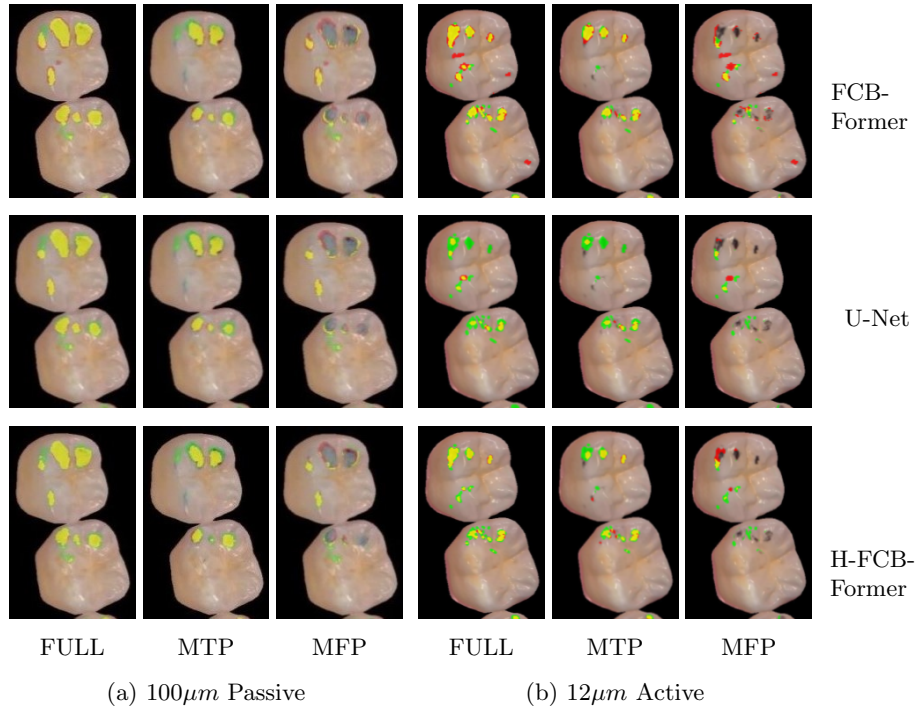 FCB-
Former
U-Net
H-FCB-
Former
FULL MTP MFP FULL MTP MFP
(a) 100μm Passive (b) 12μm Active